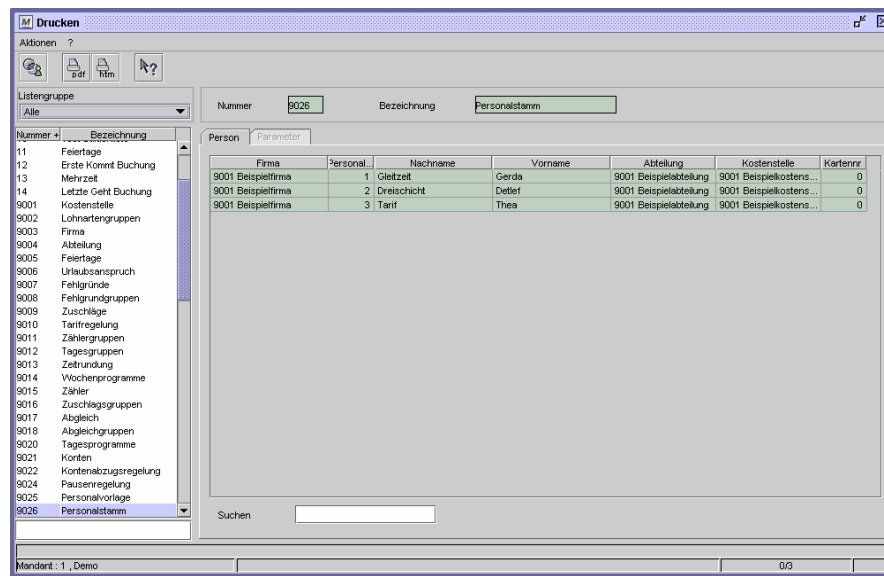 Drucken
Aktionen ?
pdf htm ?
Listengruppe
Alle
Nummer 9026 Bezeichnung Personalstamm
Nummer + Bezeichnung
Person Parameter
11 Feiertage
12 Erste Kommt Buchung
13 Mehrzeit
14 Letzte Geht Buchung
9001 Kostenstelle
9002 Lohnartengruppen
9003 Firma
9004 Abteilung
9005 Feiertage
9006 Urlaubsanspruch
9007 Fehlgründe
9008 Fehlgrundgruppen
9009 Zuschläge
9010 Tarifregelung
9011 Zählergruppen
9012 Tagesgruppen
9013 Zeitrundung
9014 Wochenprogramme
9015 Zähler
9016 Zuschlagsgruppen
9017 Abgleich
9018 Abgleichgruppen
9020 Tagesprogramme
9021 Konten
9022 Kontenabzugsregelung
9024 Pausenregelung
9025 Personalvorlage
9026 Personalstamm
Firma Personal... Nachname Vorname Abteilung Kostenstelle Kartennr
9001 Beispielfirma 1 Gleitzeit Gerda 9001 Beispielabteilung 9001 Beispielkostens... 0
9001 Beispielfirma 2 Dreischicht Detlef 9001 Beispielabteilung 9001 Beispielkostens... 0
9001 Beispielfirma 3 Tarif Thea 9001 Beispielabteilung 9001 Beispielkostens... 0
Suchen
Mandant : 1 , Demo 0/3